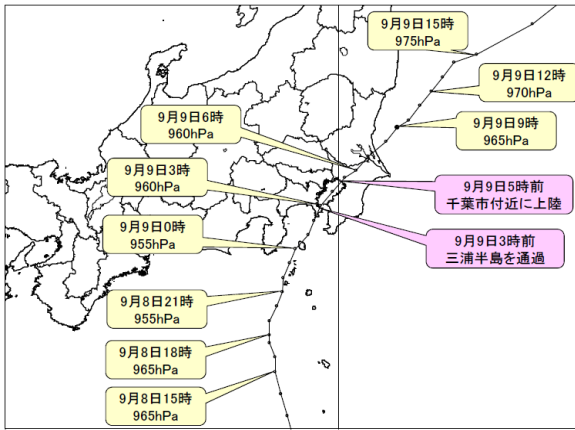 9月9日15時
975hPa
9月9日12時
970hPa
9月9日9時
965hPa
9月9日6時
960hPa
9月9日3時
960hPa
9月9日5時前
千葉市付近に上陸
9月9日0時
955hPa
9月9日3時前
三浦半島を通過
9月8日21時
955hPa
9月8日18時
965hPa
9月8日15時
965hPa